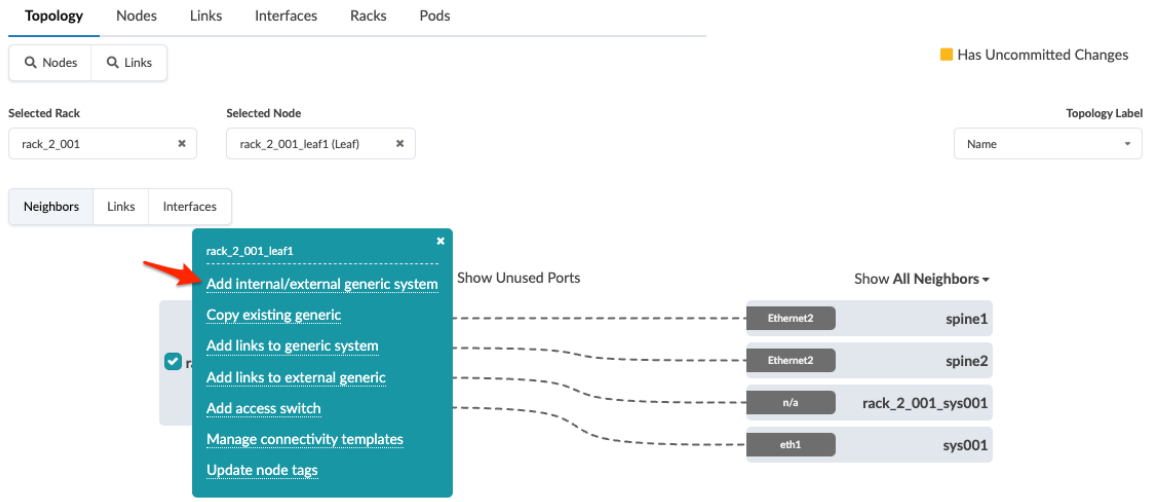 Topology Nodes Links Interfaces Racks Pods
Nodes Links
Has Uncommitted Changes
Selected Rack Selected Node Topology Label
rack_2_001 rack_2_001_leaf1 (Leaf) Name
Neighbors Links Interfaces
rack_2_001_leaf1
Add internal/external generic system
Copy existing generic
Add links to generic system
Add links to external generic
Add access switch
Manage connectivity templates
Update node tags
Show Unused Ports
Show All Neighbors
Ethernet2 spine1
Ethernet2 spine2
n/a rack_2_001_sys001
eth1 sys001